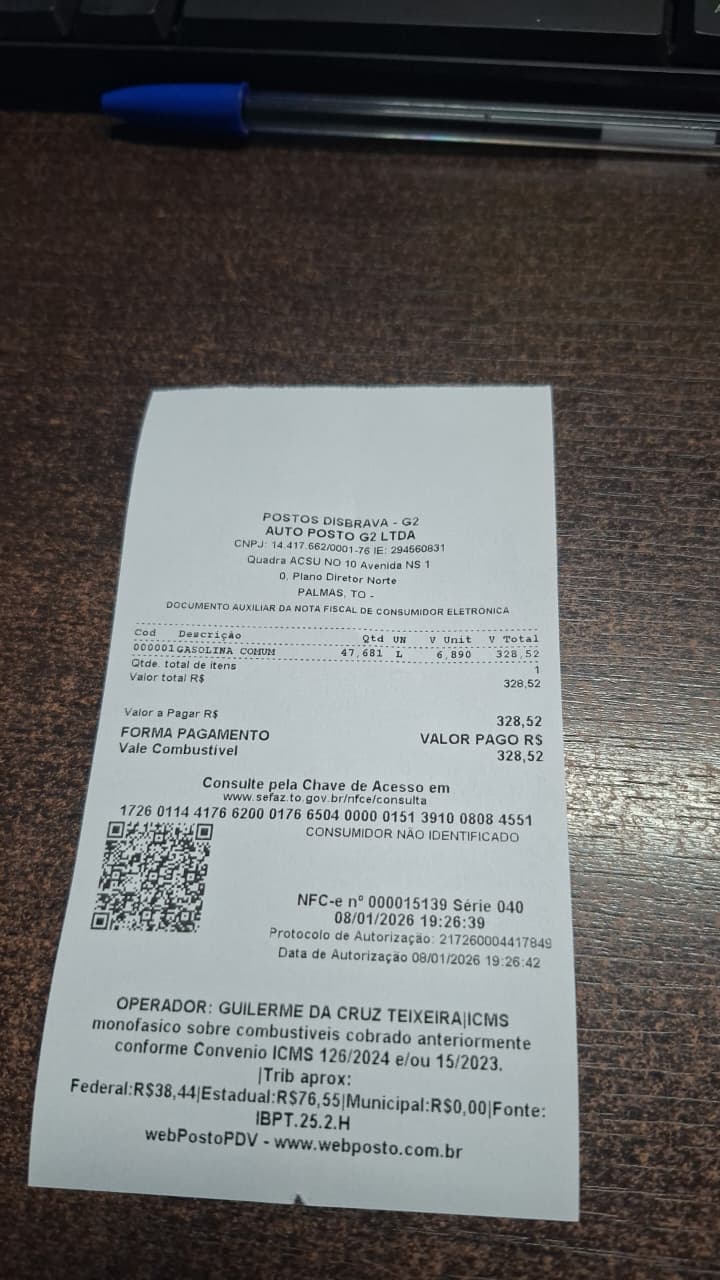 POSTOS DISBRAVA - G2
AUTO POSTO G2 LTDA
CNPJ: 14.417.662/0001-76 IE: 294560831
Quadra ACSU NO 10 Avenida NS 1
0, Plano Diretor Norte
PALMAS, TO -
DOCUMENTO AUXILIAR DA NOTA FISCAL DE CONSUMIDOR ELETRÔNICA
Cod Descrição Qtd UN V Unit V Total
000001 GASOLINA COMUM 47,681 L 6,890 328,52
Qtde. total de itens 1
Valor total R$ 328,52
Valor a Pagar R$ 328,52
FORMA PAGAMENTO VALOR PAGO R$
Vale Combustível 328,52
Consulte pela Chave de Acesso em
www.sefaz.to.gov.br/nfce/consulta
1726 0114 4176 6200 0176 6504 0000 0151 3910 0808 4551
CONSUMIDOR NÃO IDENTIFICADO
NFC-e nº 000015139 Série 040
08/01/2026 19:26:39
Protocolo de Autorização: 217260004417849
Data de Autorização 08/01/2026 19:26:42
OPERADOR: GUILERME DA CRUZ TEIXEIRA|ICMS
monofasico sobre combustiveis cobrado anteriormente
conforme Convenio ICMS 126/2024 e/ou 15/2023.
|Trib aprox:
Federal:R$38,44|Estadual:R$76,55|Municipal:R$0,00|Fonte:
IBPT.25.2.H
webPostoPDV - www.webposto.com.br